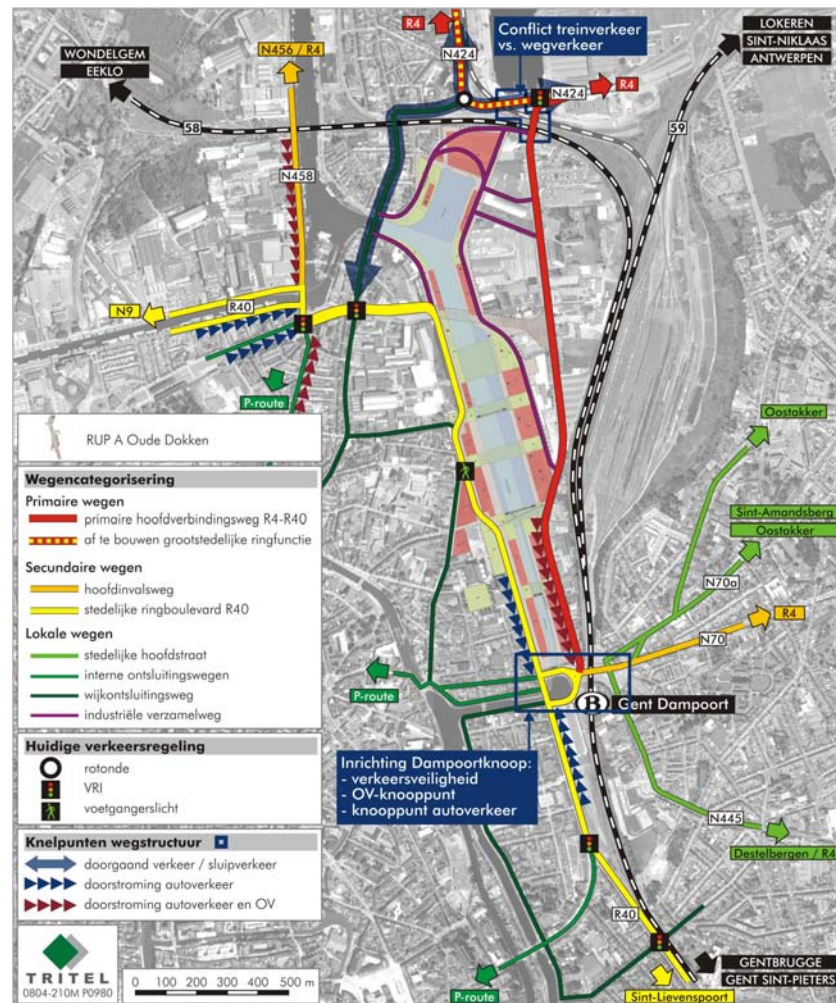 R4
N424
Conflict treinverkeer
vs. wegverkeer
LOKEREN
SINT-NIKLAAS
ANTWERPEN
WONDELGEM
EEKLO
N456 / R4
N424
R4
58
59
N458
N9
R40
P-route
RUP A Oude Dokken
Wegencategorisering
Primaire wegen
primaire hoofdverbindingsweg R4-R40
af te bouwen grootstedelijke ringfunctie
Secundaire wegen
hoofdinvalsweg
stedelijke ringboulevard R40
Lokale wegen
stedelijke hoofdstraat
interne ontsluitingswegen
wijkontsluitingsweg
industriële verzamelweg
Huidige verkeersregeling
rotonde
VRI
voetgangerslicht
Knelpunten wegstructuur
doorgaand verkeer / sluipverkeer
doorstroming autoverkeer
doorstroming autoverkeer en OV
TRITEL
0804-210M P0980
0 100 200 300 400 500 m
Oostakker
Sint-Amandsberg
Oostakker
N70a
R4
N70
P-route
B Gent Dampoort
Inrichting Dampoortknoop:
- verkeersveiligheid
- OV-knooppunt
- knooppunt autoverkeer
N445
Destelbergen / R4
R40
GENTBRUGGE
GENT SINT-PIETERS
P-route
Sint-Lievenspoort